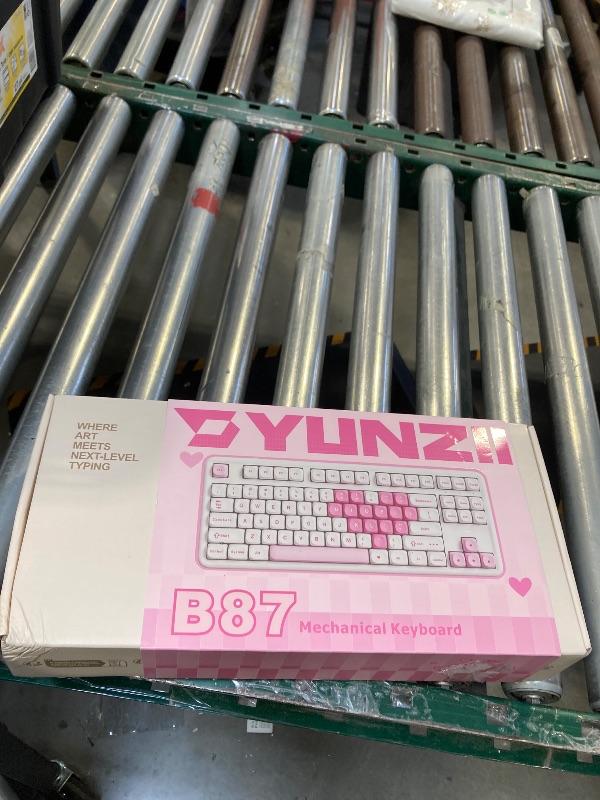 WHERE
ART
MEETS
NEXT-LEVEL
TYPING
YUNZII
B87
Mechanical Keyboard